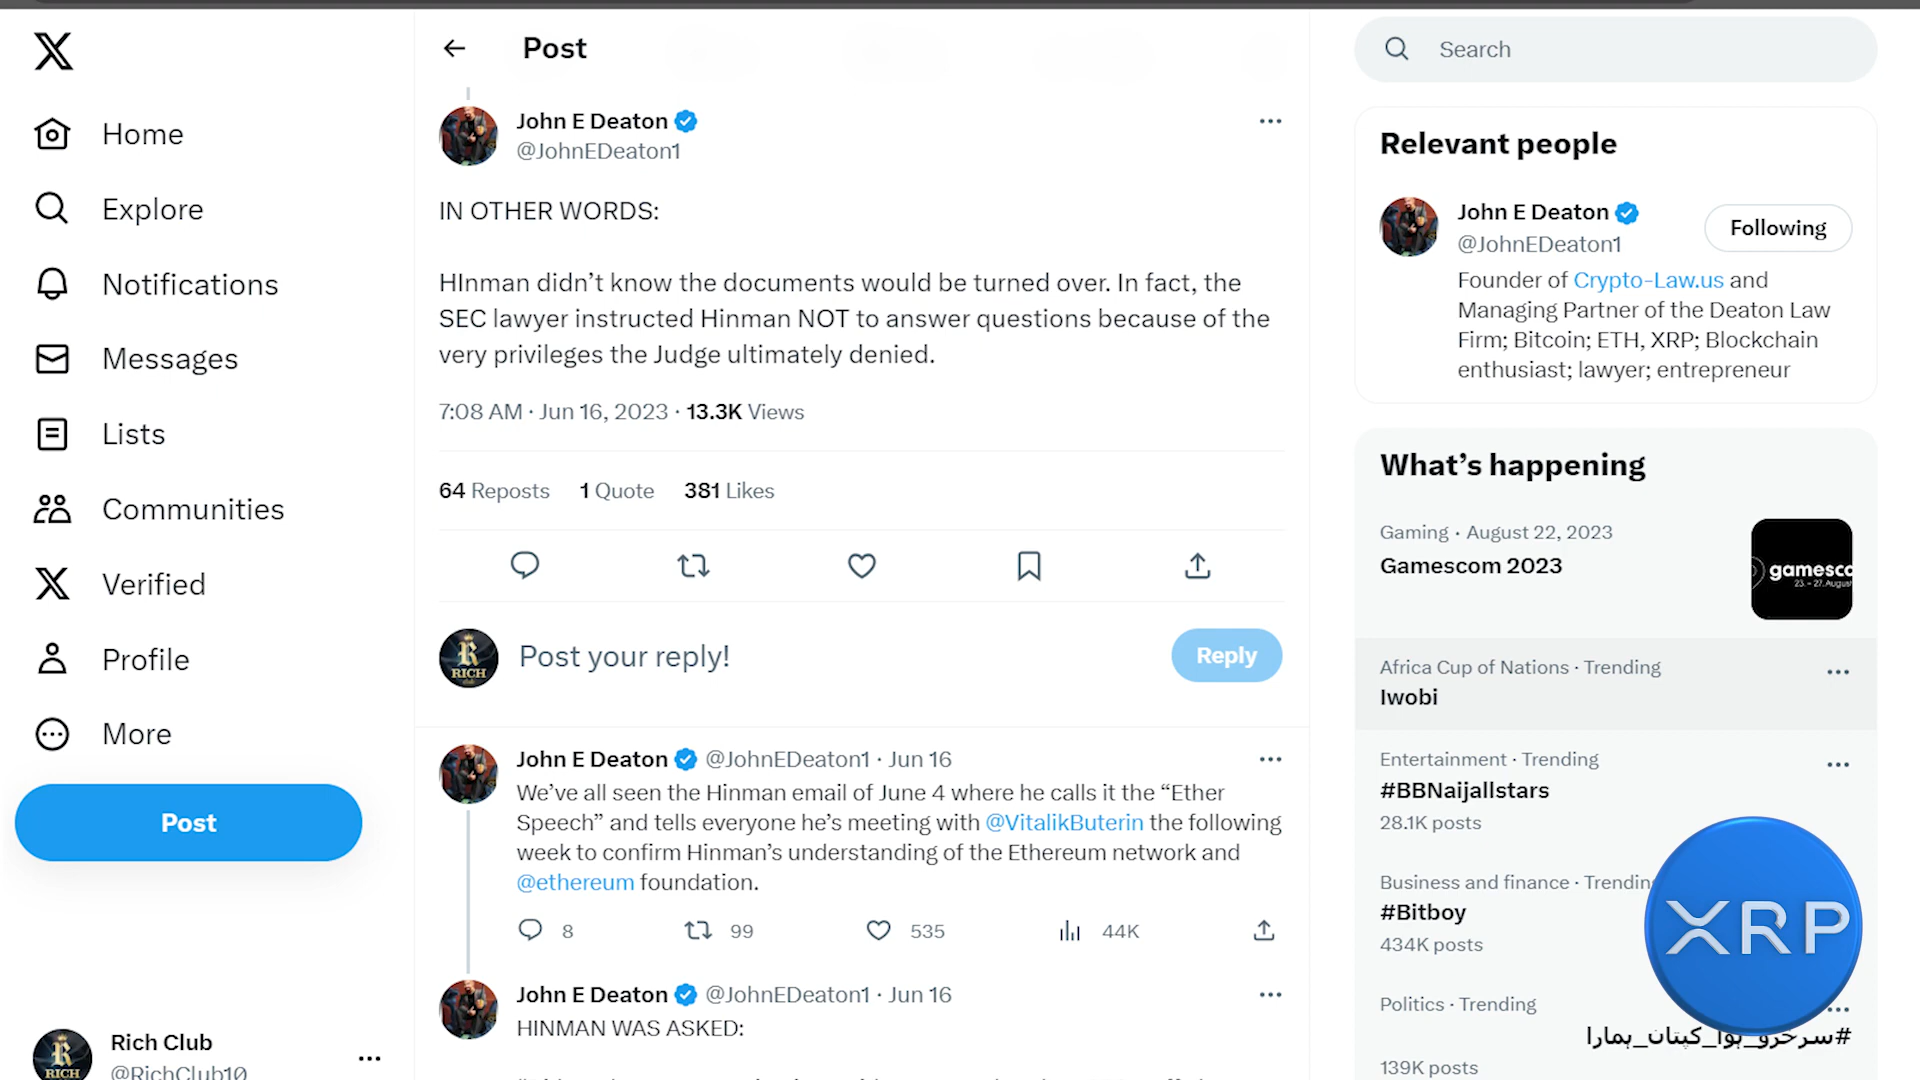 Home
Explore
Notifications
Messages
Lists
Communities
Verified
Profile
More
Post
Rich Club
@RichClub10
Post
John E Deaton
@JohnEDeaton1
IN OTHER WORDS:
HInman didn’t know the documents would be turned over. In fact, the
SEC lawyer instructed Hinman NOT to answer questions because of the
very privileges the Judge ultimately denied.
7:08 AM · Jun 16, 2023 · 13.3K Views
64 Reposts 1 Quote 381 Likes
RICH
Post your reply!
Reply
John E Deaton @JohnEDeaton1 · Jun 16
We’ve all seen the Hinman email of June 4 where he calls it the “Ether
Speech” and tells everyone he’s meeting with @VitalikButerin the following
week to confirm Hinman’s understanding of the Ethereum network and
@ethereum foundation.
8 99 535 44K
John E Deaton @JohnEDeaton1 · Jun 16
HINMAN WAS ASKED:
Search
Relevant people
John E Deaton
@JohnEDeaton1
Following
Founder of Crypto-Law.us and
Managing Partner of the Deaton Law
Firm; Bitcoin; ETH, XRP; Blockchain
enthusiast; lawyer; entrepreneur
What’s happening
Gaming · August 22, 2023
Gamescom 2023
gamesco
23. – 27. August
Africa Cup of Nations · Trending
Iwobi
Entertainment · Trending
#BBNaijallstars
28.1K posts
Business and finance · Trending
#Bitboy
434K posts
XRP
Politics · Trending
#سرخرو_ہوا_کپتان_ہمارا
139K posts